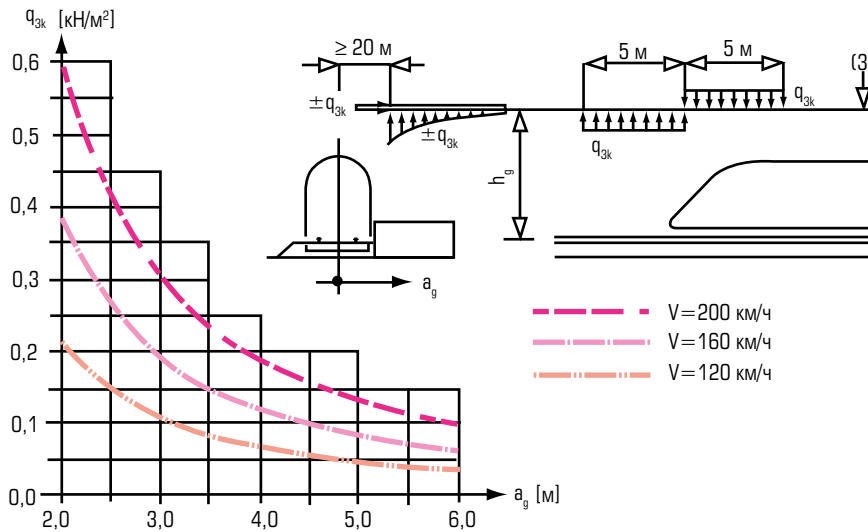 q3k [кН/м²]
0,6
0,5
0,4
0,3
0,2
0,1
0,0
2,0 3,0 4,0 5,0 6,0
ag [м]
≥ 20 м
±q3k
±q3k
ag
5 м 5 м
q3k
q3k
hg
(3
V=200 км/ч
V=160 км/ч
V=120 км/ч